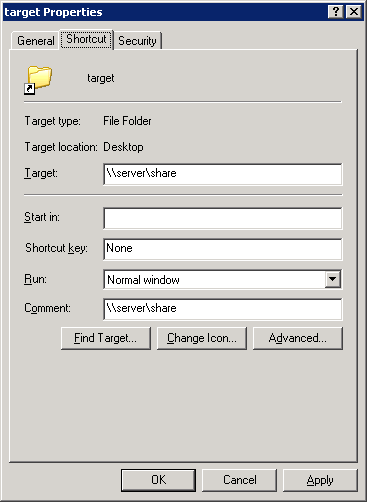 target Properties
General Shortcut Security
target
Target type: File Folder
Target location: Desktop
Target: \\server\share
Start in:
Shortcut key: None
Run: Normal window
Comment: \\server\share
Find Target... Change Icon... Advanced...
OK Cancel Apply